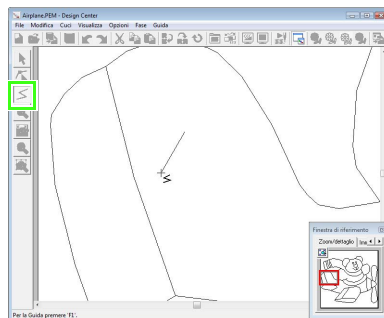 Airplane.PEM - Design Center
File Modifica Cuci Visualizza Opzioni Fase Guida
Finestra di riferimento
Zoom/dettaglio
Per la Guida premere 'F1'.